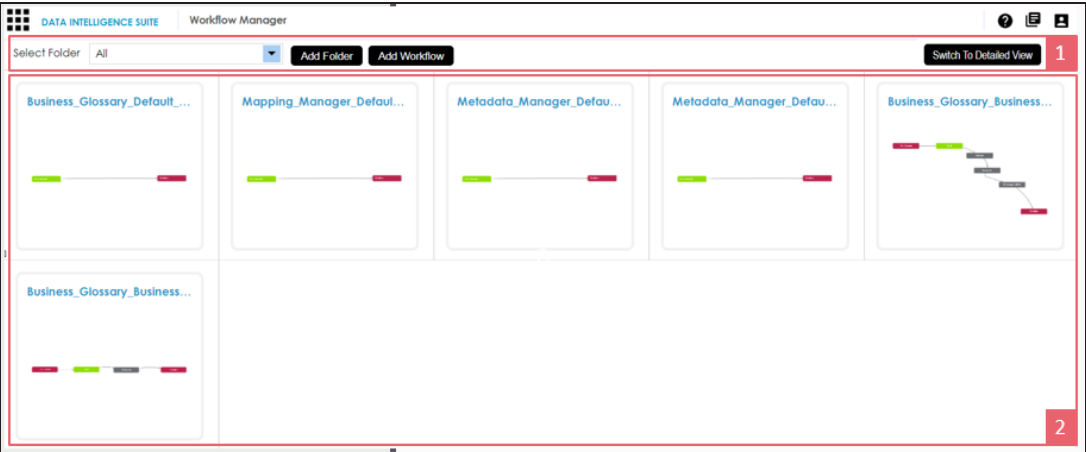 DATA INTELLIGENCE SUITE Workflow Manager
Select Folder All Add Folder Add Workflow Switch To Detailed View 1
Business_Glossary_Default_... Mapping_Manager_Defaul... Metadata_Manager_Defau... Metadata_Manager_Defau... Business_Glossary_Business...
Business_Glossary_Business...
2